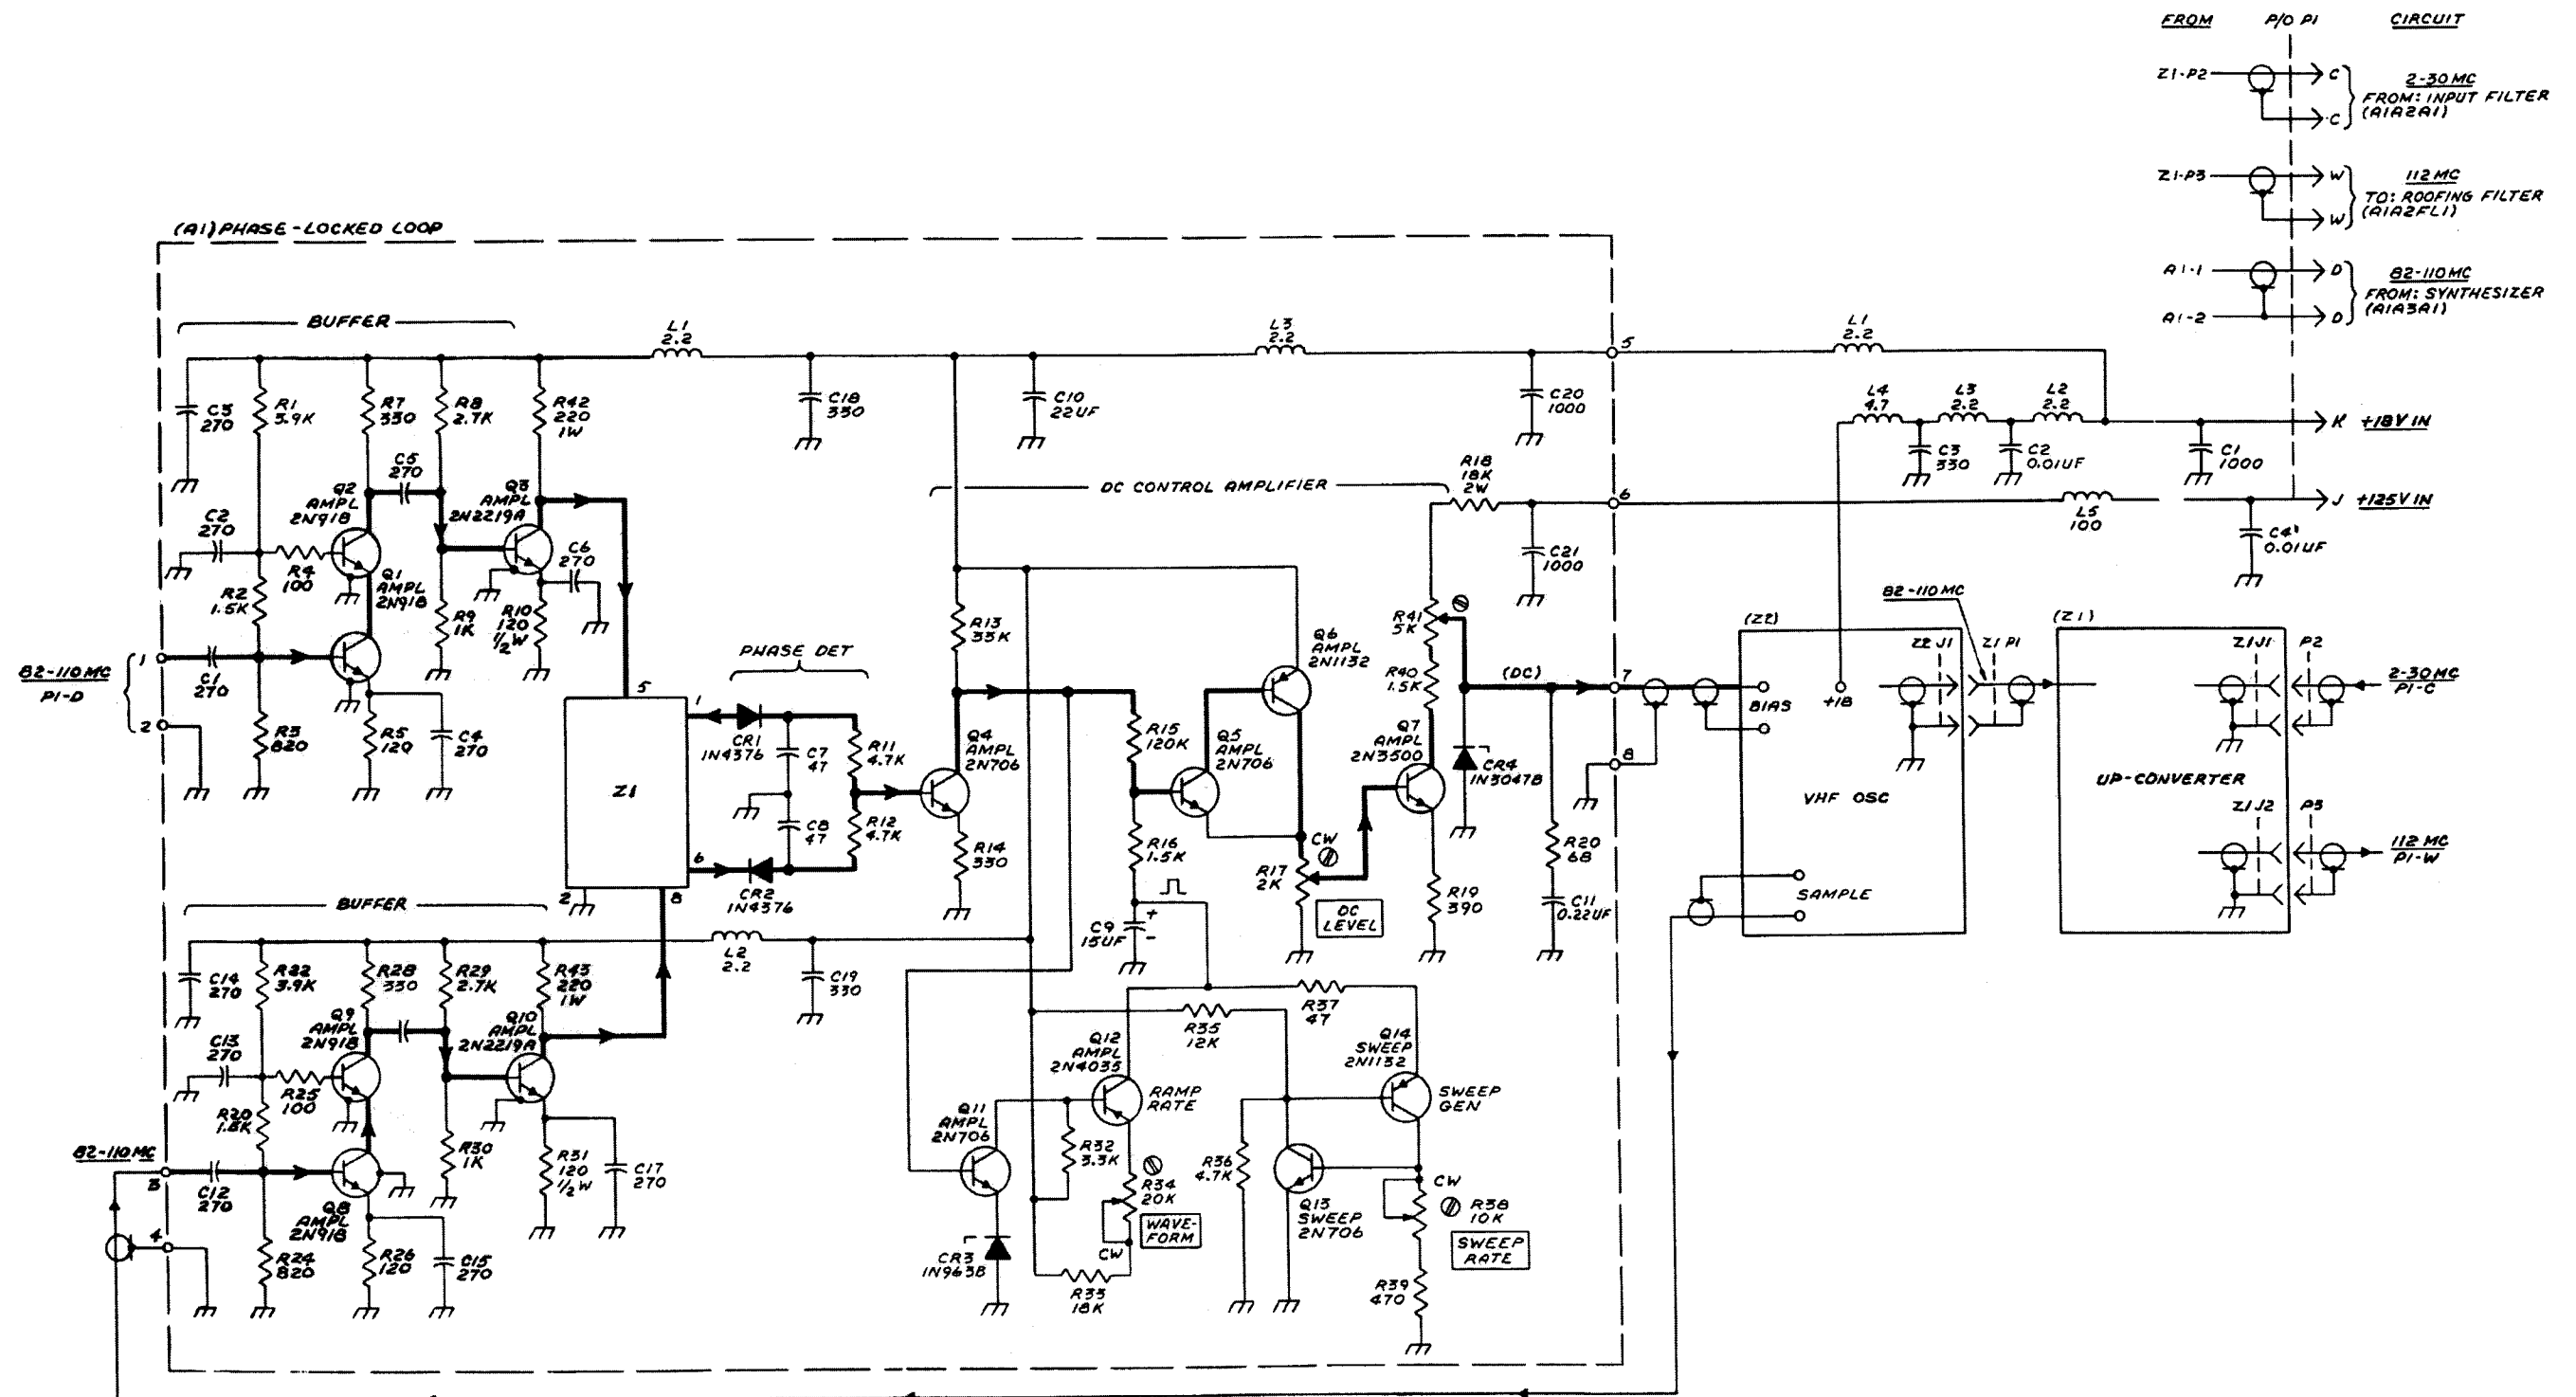 FROM P/O P1 CIRCUIT
Z1-P2
C
C
2-30 MC
FROM: INPUT FILTER
(A1A2A1)
Z1-P3
W
W
112 MC
TO: ROOFING FILTER
(A1A2FL1)
A1-1
D
A1-2
D
82-110 MC
FROM: SYNTHESIZER
(A1A3A1)
(A1) PHASE-LOCKED LOOP
BUFFER
L1
2.2
L3
2.2
5
L1
2.2
C3
270
R1
3.9K
R7
330
R8
2.7K
R42
220
1W
C18
330
C10
22UF
C20
1000
L4
4.7
L3
2.2
L2
2.2
K +18V IN
C3
330
C2
0.01UF
C1
1000
C5
270
Q2
AMPL
2N918
Q3
AMPL
2N2219A
DC CONTROL AMPLIFIER
R18
18K
2W
6
J +125V IN
L5
100
C4
0.01UF
C2
270
R4
100
Q1
AMPL
2N918
C6
270
C21
1000
R2
1.5K
R9
1K
R10
120
1/2 W
R13
33K
Q6
AMPL
2N1132
R41
5K
R40
1.5K
82-110 MC
(Z2)
(Z1)
82-110 MC
P1-D
1
2
C1
270
R3
820
R5
120
C4
270
PHASE DET
5
1
CR1
1N4376
C7
47
R11
4.7K
Q4
AMPL
2N706
R15
120K
Q5
AMPL
2N706
Q7
AMPL
2N3500
(DC)
7
8
CR4
1N3047B
BIAS
+18
Z2 J1
Z1 P1
Z1J1
P2
2-30 MC
P1-C
Z1
C8
47
R12
4.7K
R14
330
R16
1.5K
CW
R17
2K
DC
LEVEL
R19
390
R20
68
C11
0.22UF
VHF OSC
SAMPLE
UP-CONVERTER
Z1J2
P3
112 MC
P1-W
6
CR2
1N4376
2
8
C9
15UF
+
-
BUFFER
L2
2.2
C19
330
C14
270
R22
3.9K
R28
330
R29
2.7K
R43
220
1W
R37
47
R35
12K
Q9
AMPL
2N918
Q10
AMPL
2N2219A
C13
270
R25
100
Q12
AMPL
2N4035
RAMP
RATE
Q14
SWEEP
2N1132
SWEEP
GEN
R30
1K
R31
120
1/2 W
C17
270
Q11
AMPL
2N706
R32
3.3K
R34
20K
WAVE-
FORM
CW
R36
4.7K
Q13
SWEEP
2N706
CW
R38
10K
SWEEP
RATE
82-110 MC
3
4
C12
270
Q8
AMPL
2N918
R24
820
R26
120
C15
270
CR3
1N963B
R33
18K
R39
470